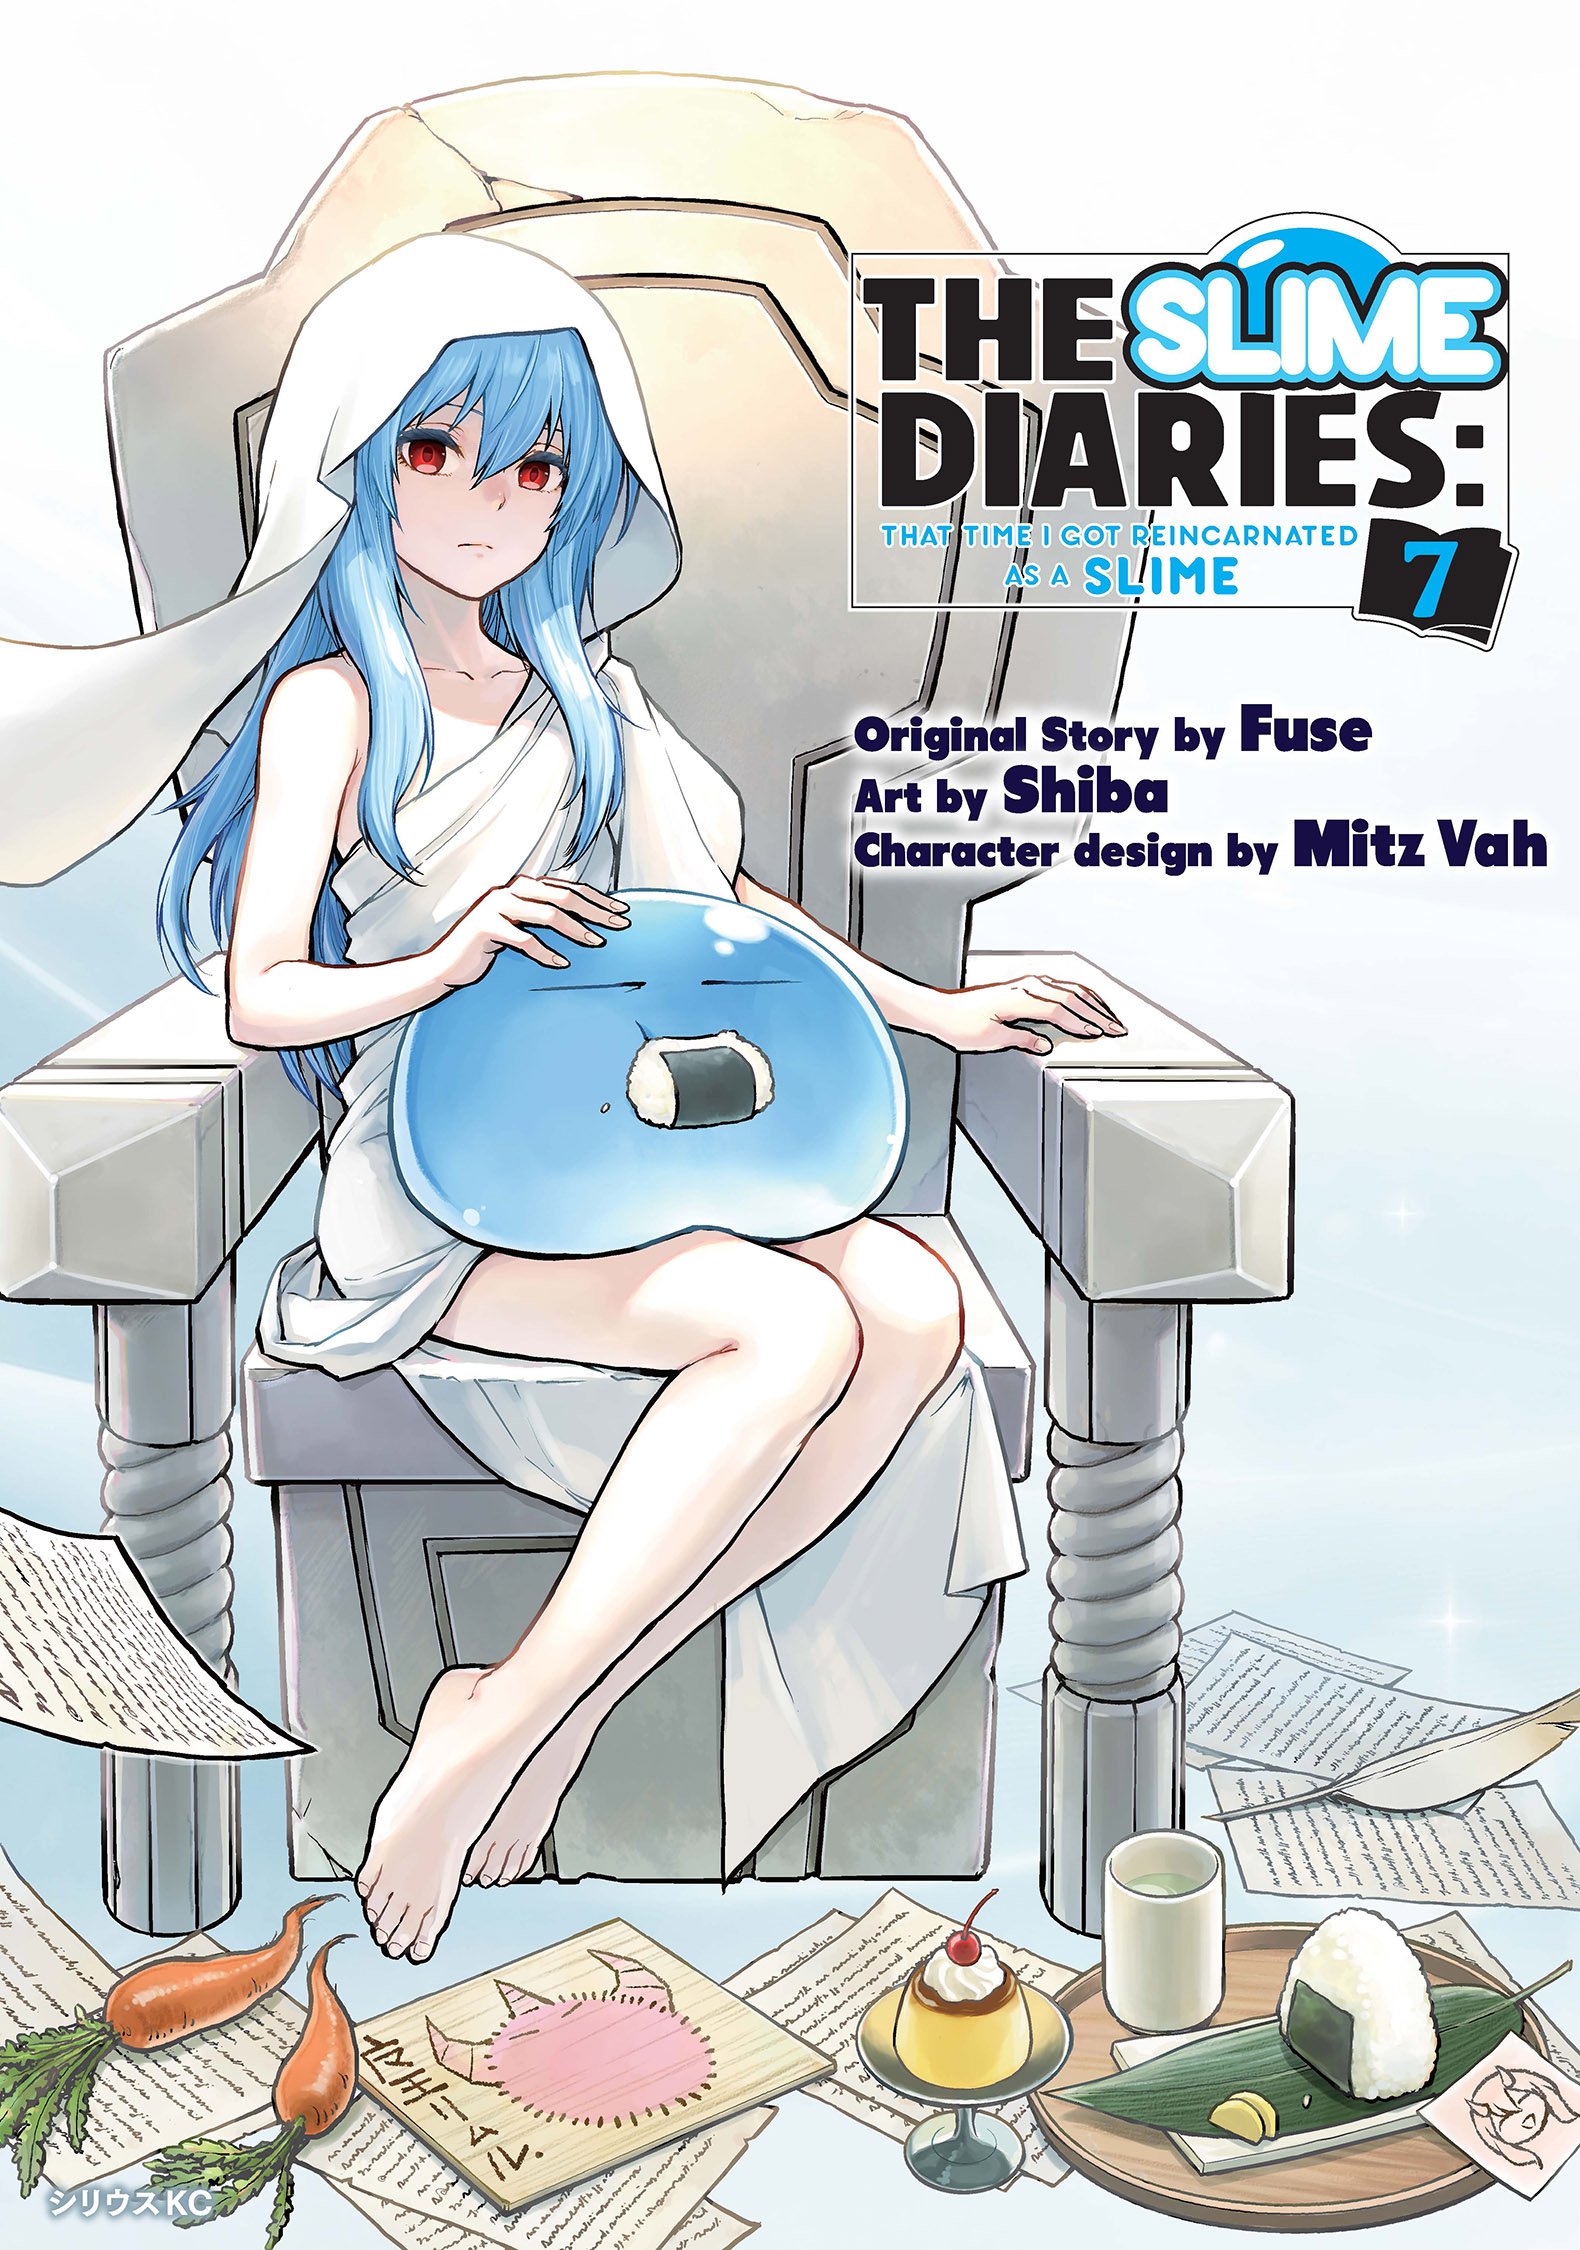 THE SLIME
DIARIES:
THAT TIME I GOT REINCARNATED
AS A SLIME
7
Original Story by Fuse
Art by Shiba
Character design by Mitz Vah
シリウスKC